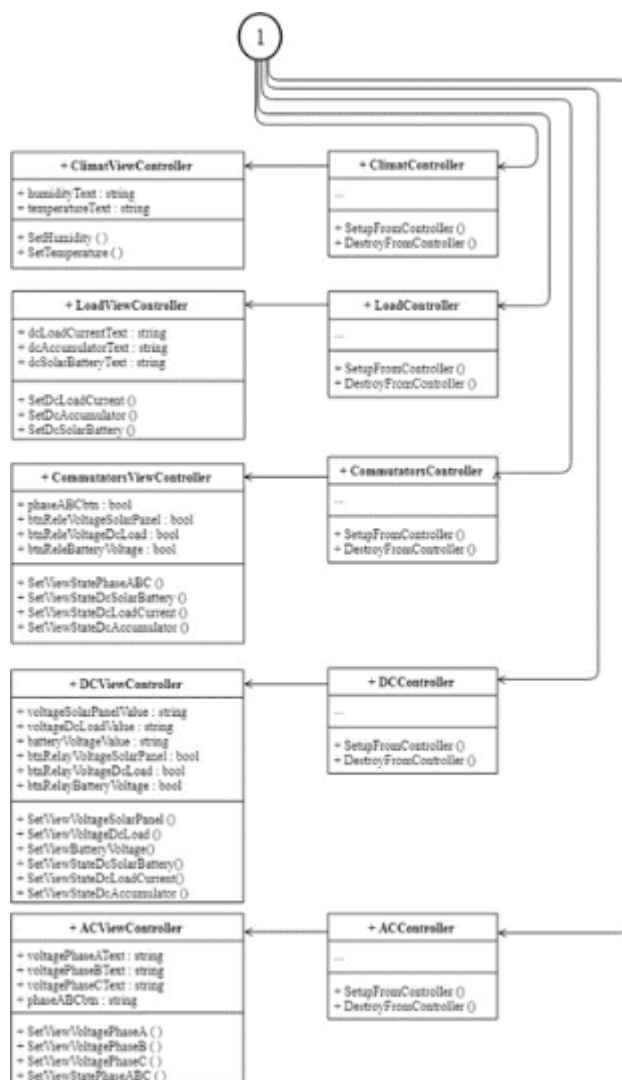 1
+ ClimatViewController
+ humidityText : string
+ temperatureText : string
+ SetHumidity ( )
+ SetTemperature ( )
+ ClimatController
...
+ SetupFromController ()
+ DestroyFromController ()
+ LoadViewController
+ dcLoadCurrentText : string
+ dcAccumulatorText : string
+ dcSolarBatteryText : string
+ SetDcLoadCurrent ()
+ SetDcAccumulator ()
+ SetDcSolarBattery ()
+ LoadController
...
+ SetupFromController ()
+ DestroyFromController ()
+ CommutatorsViewController
+ phaseABCbtn : bool
+ btnReleVoltageSolarPanel : bool
+ btnReleVoltageDcLoad : bool
+ btnReleBatteryVoltage : bool
+ SetViewStatePhaseABC ()
+ SetViewStateDcSolarBattery ()
+ SetViewStateDcLoadCurrent ()
+ SetViewStateDcAccumulator ()
+ CommutatorsController
...
+ SetupFromController ()
+ DestroyFromController ()
+ DCViewController
+ voltageSolarPanelValue : string
+ voltageDcLoadValue : string
+ batteryVoltageValue : string
+ btnRelayVoltageSolarPanel : bool
+ btnRelayVoltageDcLoad : bool
+ btnRelayBatteryVoltage : bool
+ SetViewVoltageSolarPanel ()
+ SetViewVoltageDcLoad ()
+ SetViewBatteryVoltage()
+ SetViewStateDcSolarBattery()
+ SetViewStateDcLoadCurrent()
+ SetViewStateDcAccumulator ()
+ DCController
...
+ SetupFromController ()
+ DestroyFromController ()
+ ACViewController
+ voltagePhaseAText : string
+ voltagePhaseBText : string
+ voltagePhaseCText : string
+ phaseABCbtn : string
+ SetViewVoltagePhaseA ( )
+ SetViewVoltagePhaseB ( )
+ SetViewVoltagePhaseC ( )
+ SetViewStatePhaseABC ( )
+ ACController
...
+ SetupFromController ()
+ DestroyFromController ()